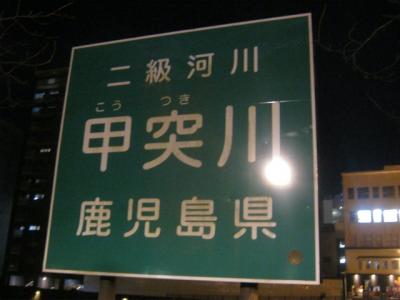 二級河川
こう つき
甲突川
鹿児島県